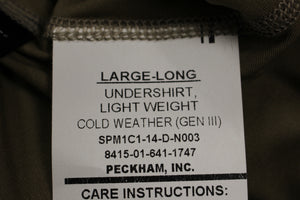 LARGE-LONG
UNDERSHIRT,
LIGHT WEIGHT
COLD WEATHER (GEN III)
SPM1C1-14-D-N003
8415-01-641-1747
PECKHAM, INC.
CARE INSTRUCTIONS: